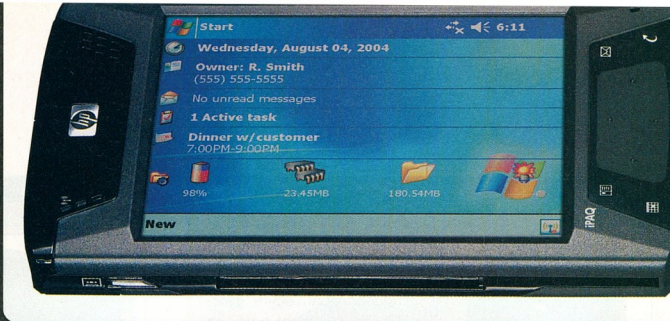 Start 6:11
Wednesday, August 04, 2004
Owner: R. Smith
(555) 555-5555
No unread messages
1 Active task
Dinner w/customer
7:00PM-9:00PM
98% 23.45MB 180.54MB
New
hp
iPAQ